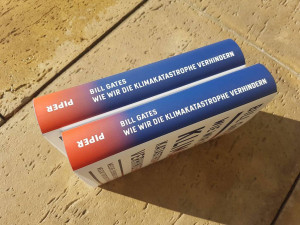 PIPER
BILL GATES
WIE WIR DIE KLIMAKATASTROPHE VERHINDERN
PIPER
BILL GATES
WIE WIR DIE KLIMAKATASTROPHE VERHINDERN